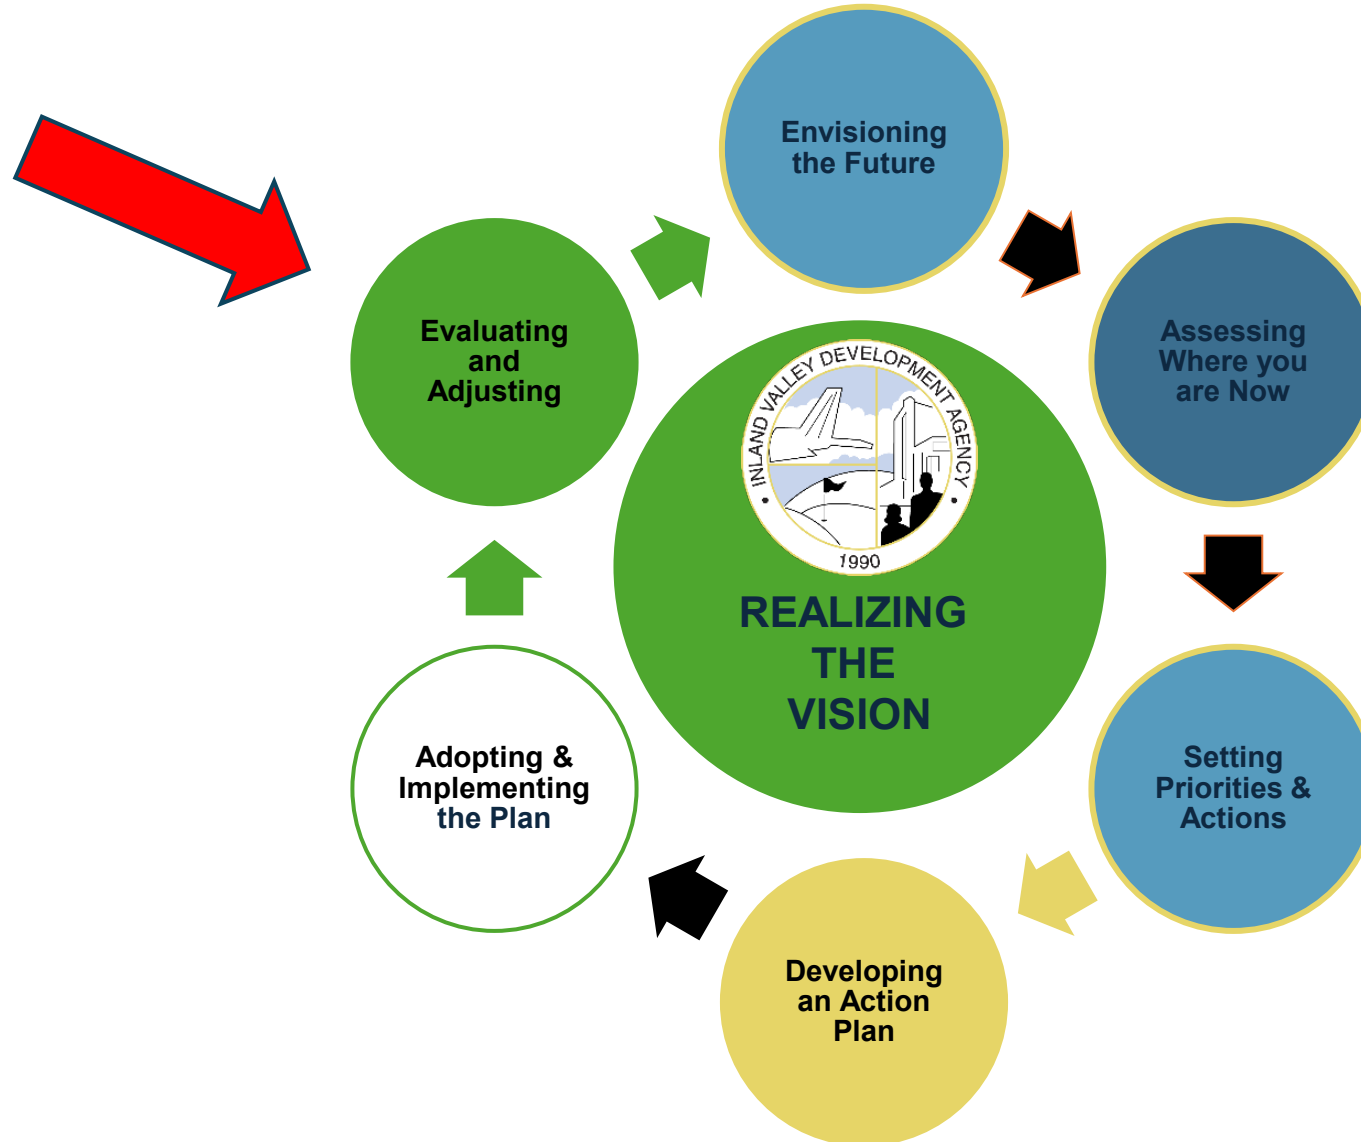 Envisioning
the Future
Assessing
Where you
are Now
Setting
Priorities &
Actions
Developing
an Action
Plan
Adopting &
Implementing
the Plan
Evaluating
and
Adjusting
INLAND VALLEY DEVELOPMENT AGENCY
1990
REALIZING
THE
VISION